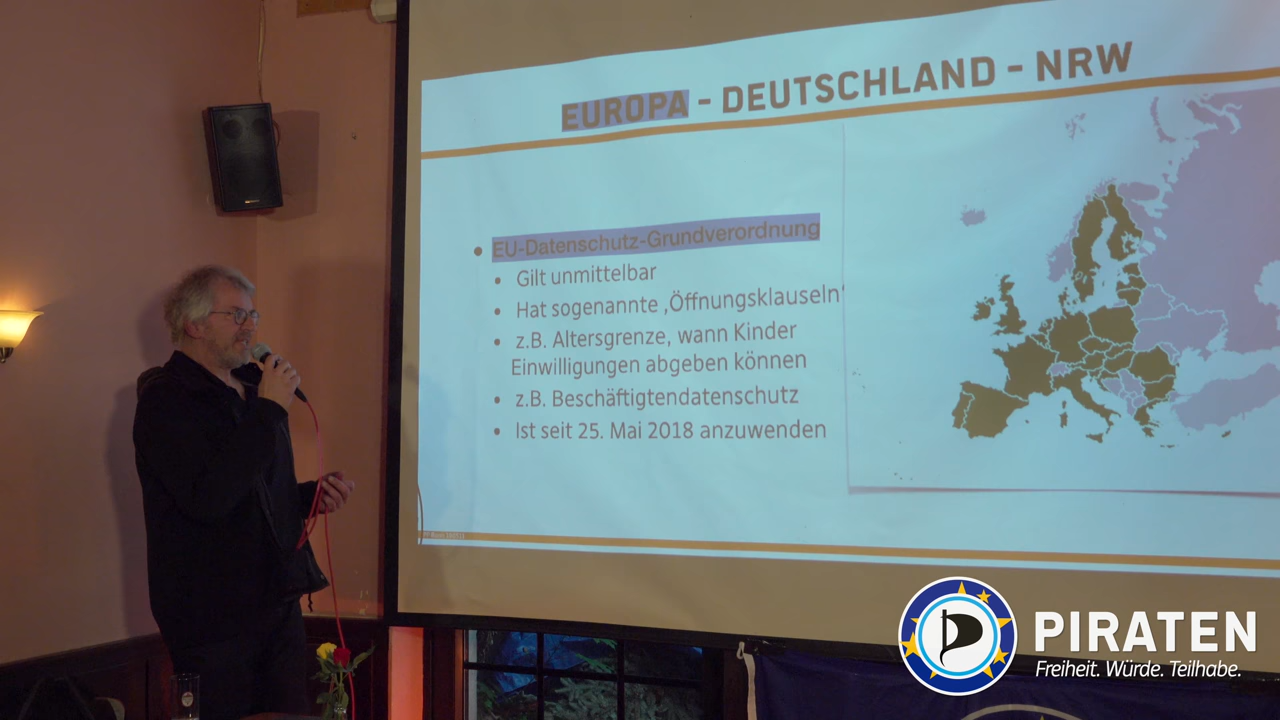 EUROPA - DEUTSCHLAND - NRW
• EU-Datenschutz-Grundverordnung
• Gilt unmittelbar
• Hat sogenannte ‚Öffnungsklauseln‘
• z.B. Altersgrenze, wann Kinder
Einwilligungen abgeben können
• z.B. Beschäftigtendatenschutz
• Ist seit 25. Mai 2018 anzuwenden
PIRATEN
Freiheit. Würde. Teilhabe.